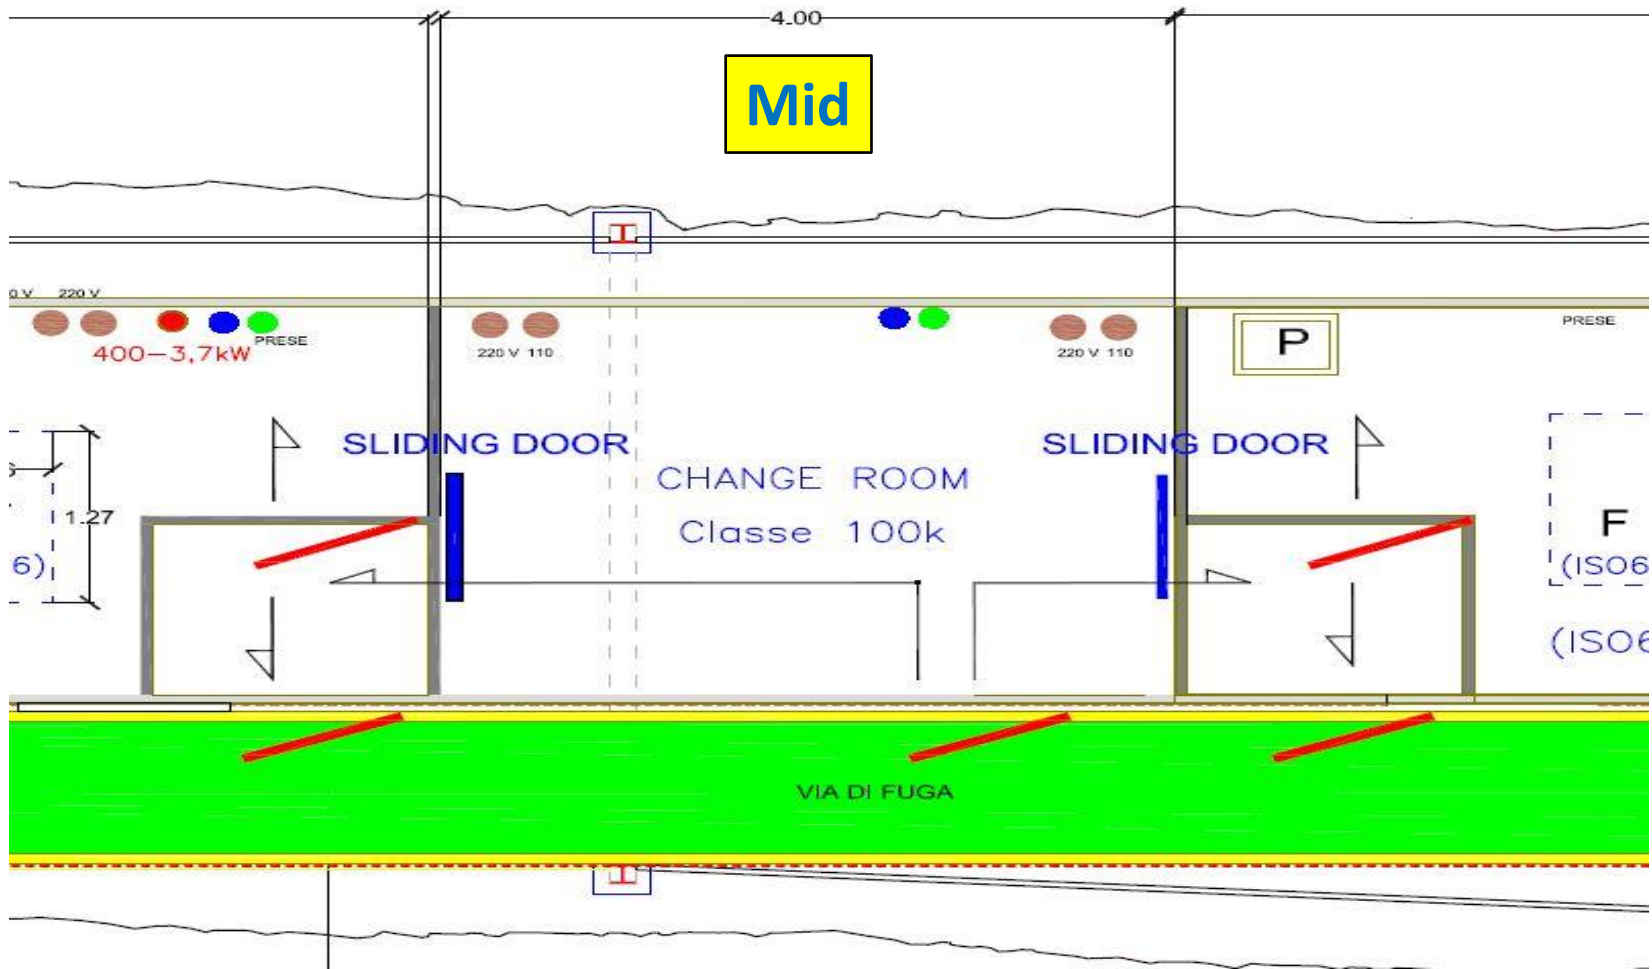 4.00
Mid
220 V
400-3,7kW
PRESE
220 V 110
220 V 110
P
PRESE
SLIDING DOOR
SLIDING DOOR
CHANGE ROOM
Classe 100k
1.27
6)
F
(ISO6
(ISO6
VIA DI FUGA